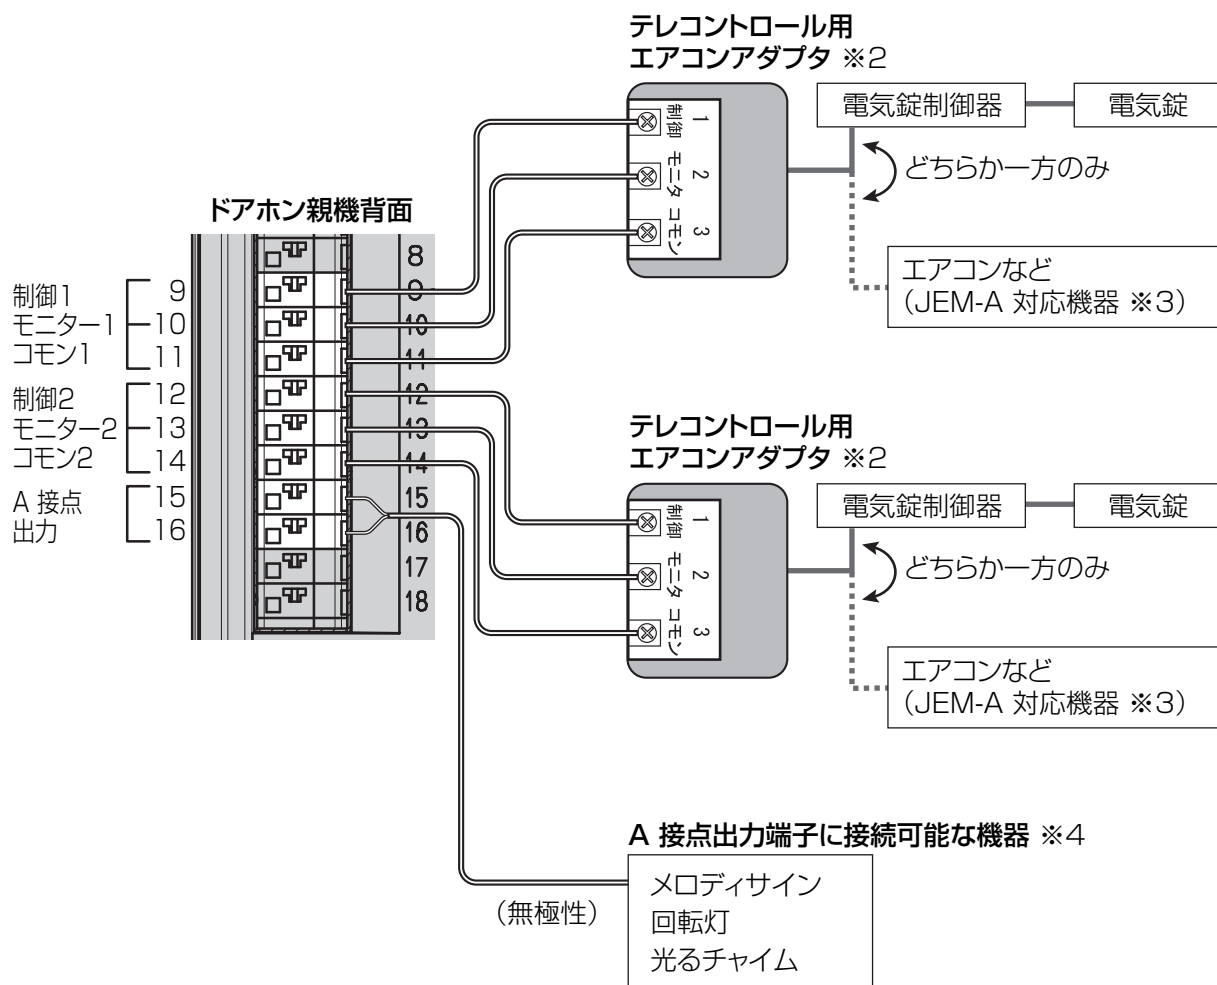 テレコントロール用
エアコンアダプタ ※2
制御 1
モニタ 2
コモン 3
電気錠制御器
電気錠
どちらか一方のみ
エアコンなど
（JEM-A 対応機器 ※3）
ドアホン親機背面
8
制御1 9 9
モニター1 10 10
コモン1 11 11
制御2 12 12
モニター2 13 13
コモン2 14 14
A 接点 15 15
出力 16 16
17
18
テレコントロール用
エアコンアダプタ ※2
制御 1
モニタ 2
コモン 3
電気錠制御器
電気錠
どちらか一方のみ
エアコンなど
（JEM-A 対応機器 ※3）
A 接点出力端子に接続可能な機器 ※4
（無極性）
メロディサイン
回転灯
光るチャイム